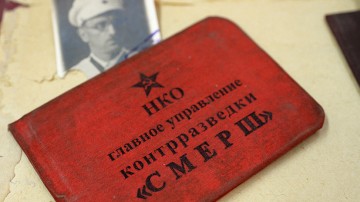 НКО
главное управление
контрразведки
«СМЕРШ»